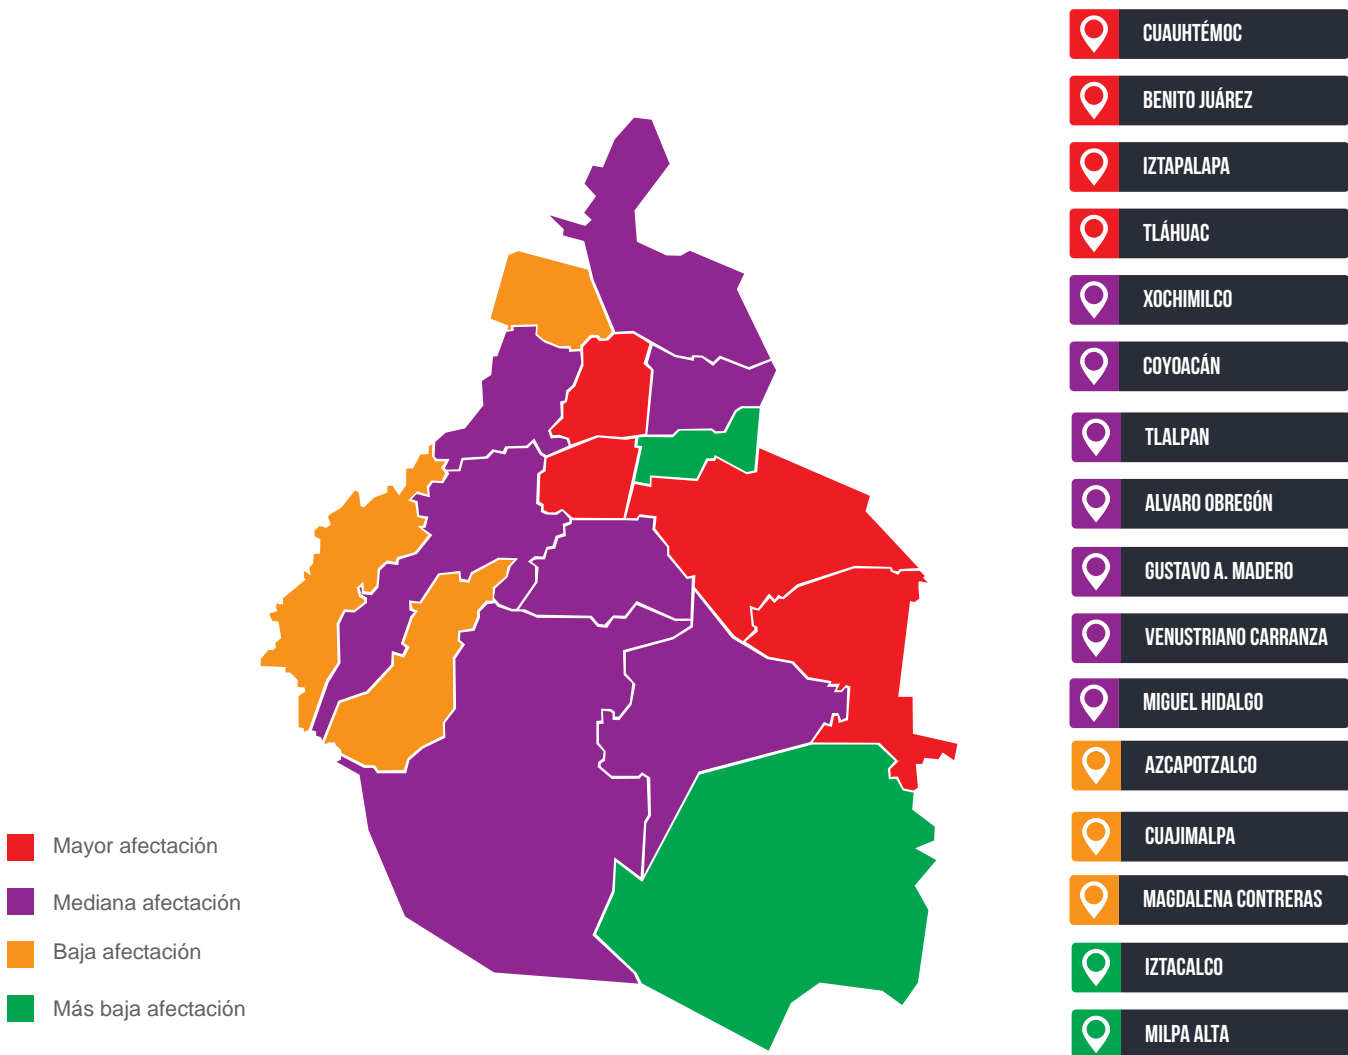 CUAUHTÉMOC
BENITO JUÁREZ
IZTAPALAPA
TLÁHUAC
XOCHIMILCO
COYOACÁN
TLALPAN
ALVARO OBREGÓN
GUSTAVO A. MADERO
VENUSTRIANO CARRANZA
MIGUEL HIDALGO
AZCAPOTZALCO
CUAJIMALPA
MAGDALENA CONTRERAS
IZTACALCO
MILPA ALTA
Mayor afectación
Mediana afectación
Baja afectación
Más baja afectación